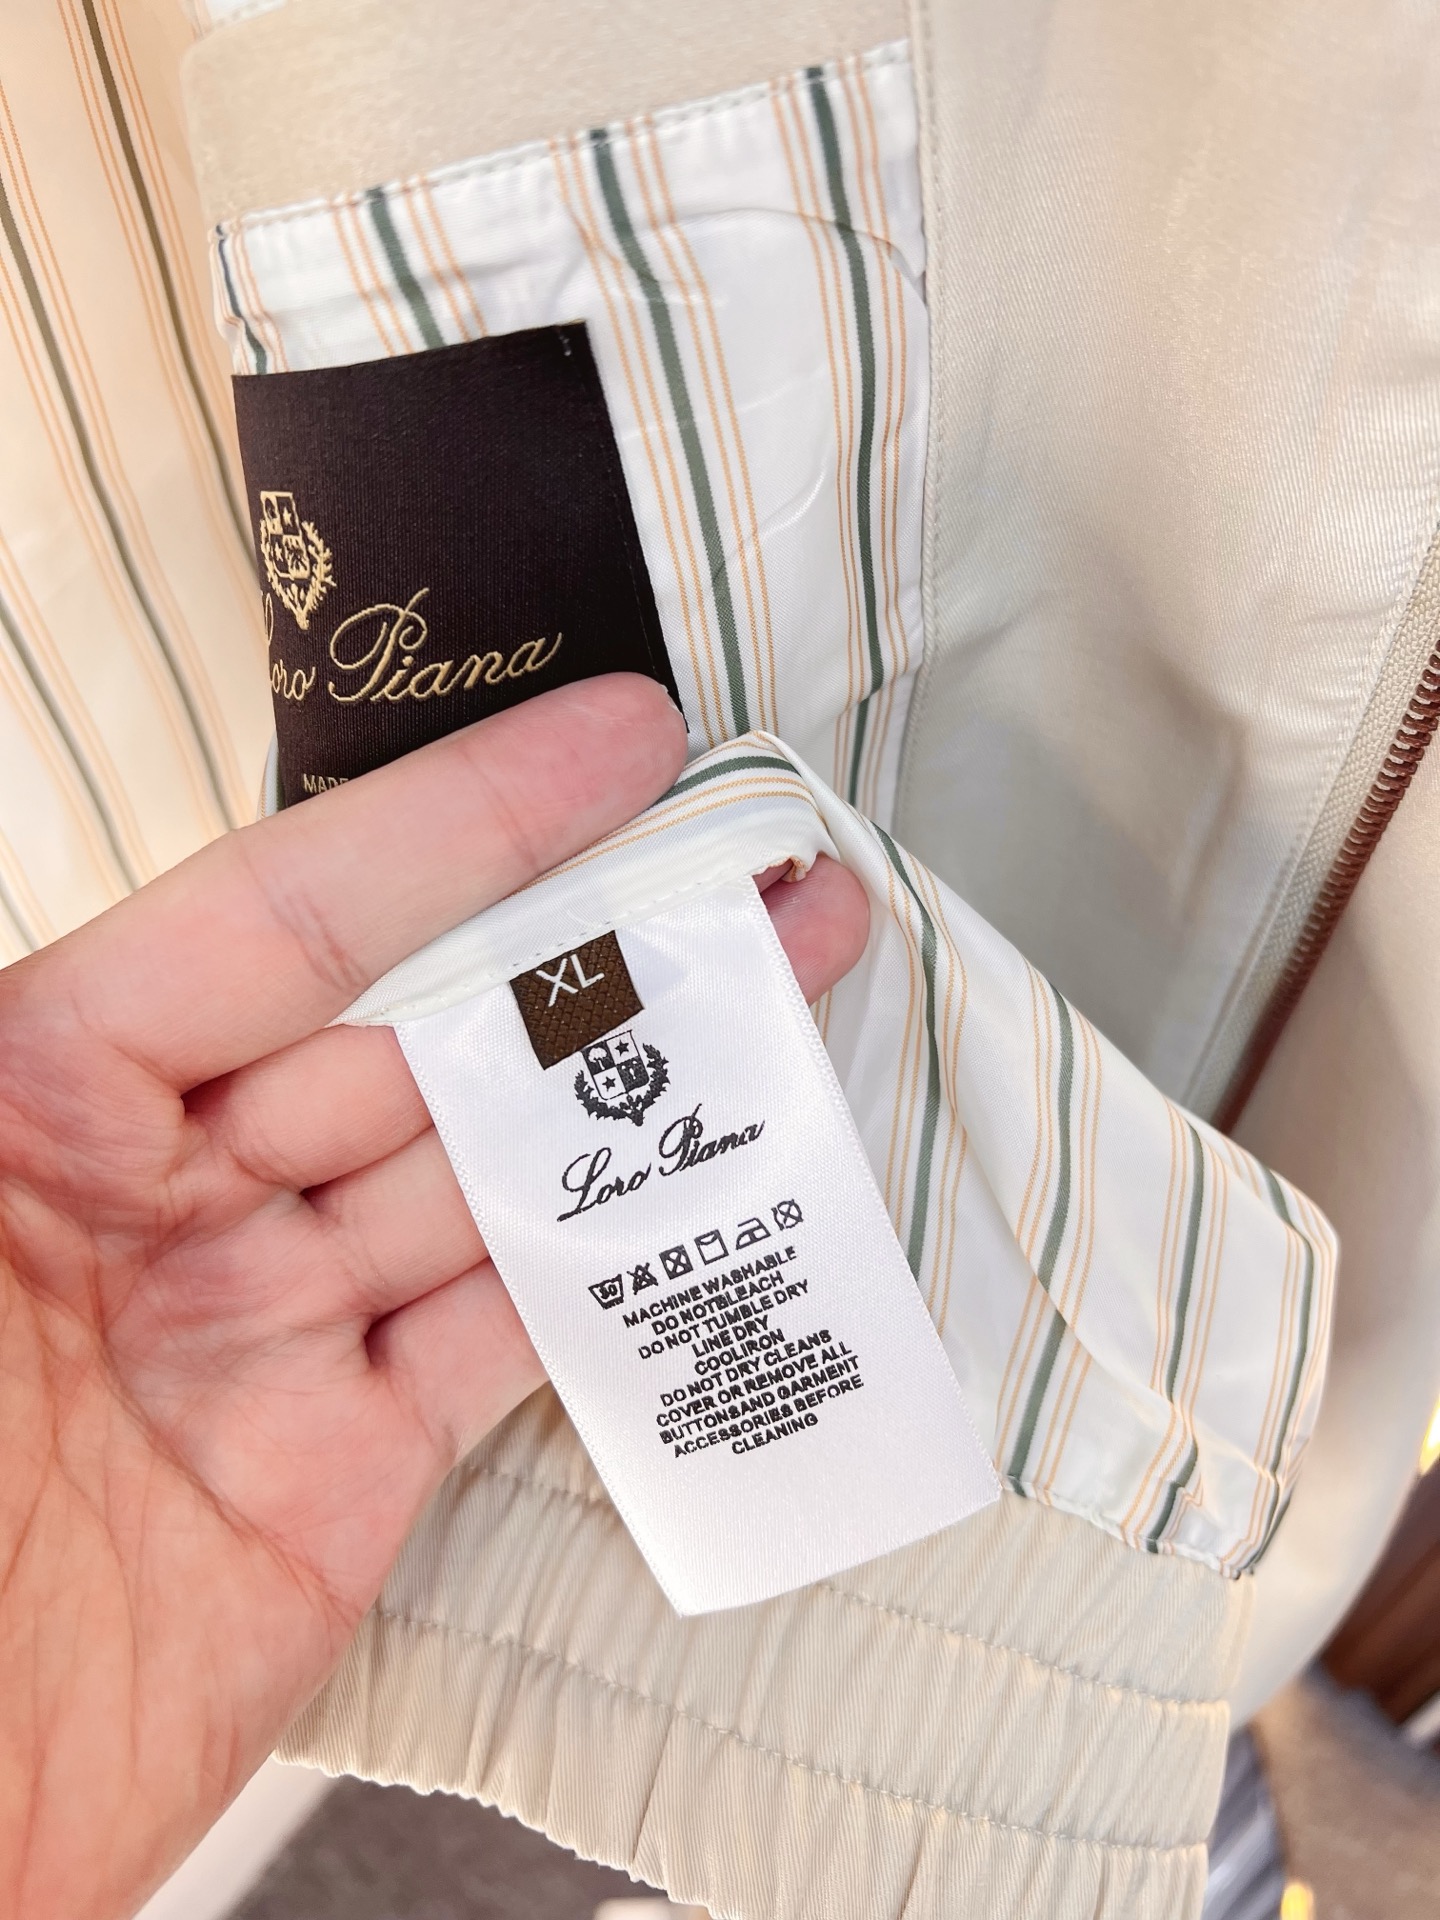 Loro Piana
MADE
XL
Loro Piana
30
MACHINE WASHABLE
DO NOTBLEACH
DO NOT TUMBLE DRY
LINE DRY
COOLIRON
DO NOT DRY CLEANS
COVER OR REMOVE ALL
BUTTONSAND GARMENT
ACCESSORIES BEFORE
CLEANING